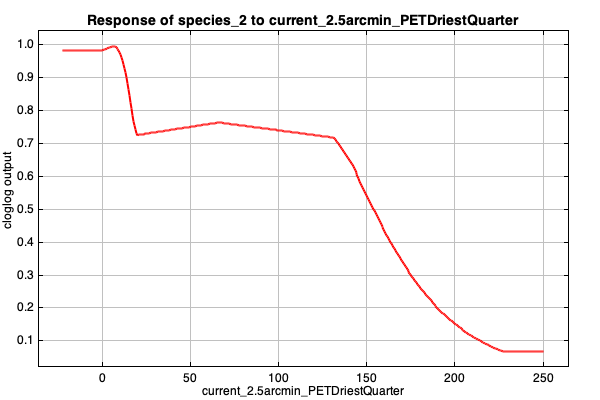 Response of species_2 to current_2.5arcmin_PETDriestQuarter
1.0
0.9
0.8
0.7
0.6
0.5
0.4
0.3
0.2
0.1
cloglog output
0 50 100 150 200 250
current_2.5arcmin_PETDriestQuarter